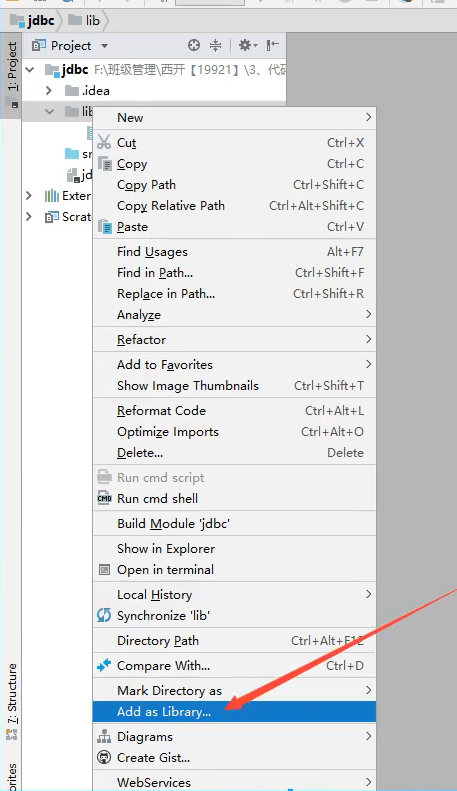 jdbc lib
1: Project
Project
jdbc F:\班级管理\西开【19921】\3、代码
.idea
lib
sr
jd
Exter
Scratc
New
Cut Ctrl+X
Copy Ctrl+C
Copy Path Ctrl+Shift+C
Copy Relative Path Ctrl+Alt+Shift+C
Paste Ctrl+V
Find Usages Alt+F7
Find in Path... Ctrl+Shift+F
Replace in Path... Ctrl+Shift+R
Analyze
Refactor
Add to Favorites
Show Image Thumbnails Ctrl+Shift+T
Reformat Code Ctrl+Alt+L
Optimize Imports Ctrl+Alt+O
Delete... Delete
Run cmd script
CMD Run cmd shell
Build Module 'jdbc'
Show in Explorer
Open in terminal
Local History
Synchronize 'lib'
Directory Path Ctrl+Alt+F12
Compare With... Ctrl+D
Mark Directory as
Add as Library...
Diagrams
Create Gist...
WebServices
7: Structure
orites